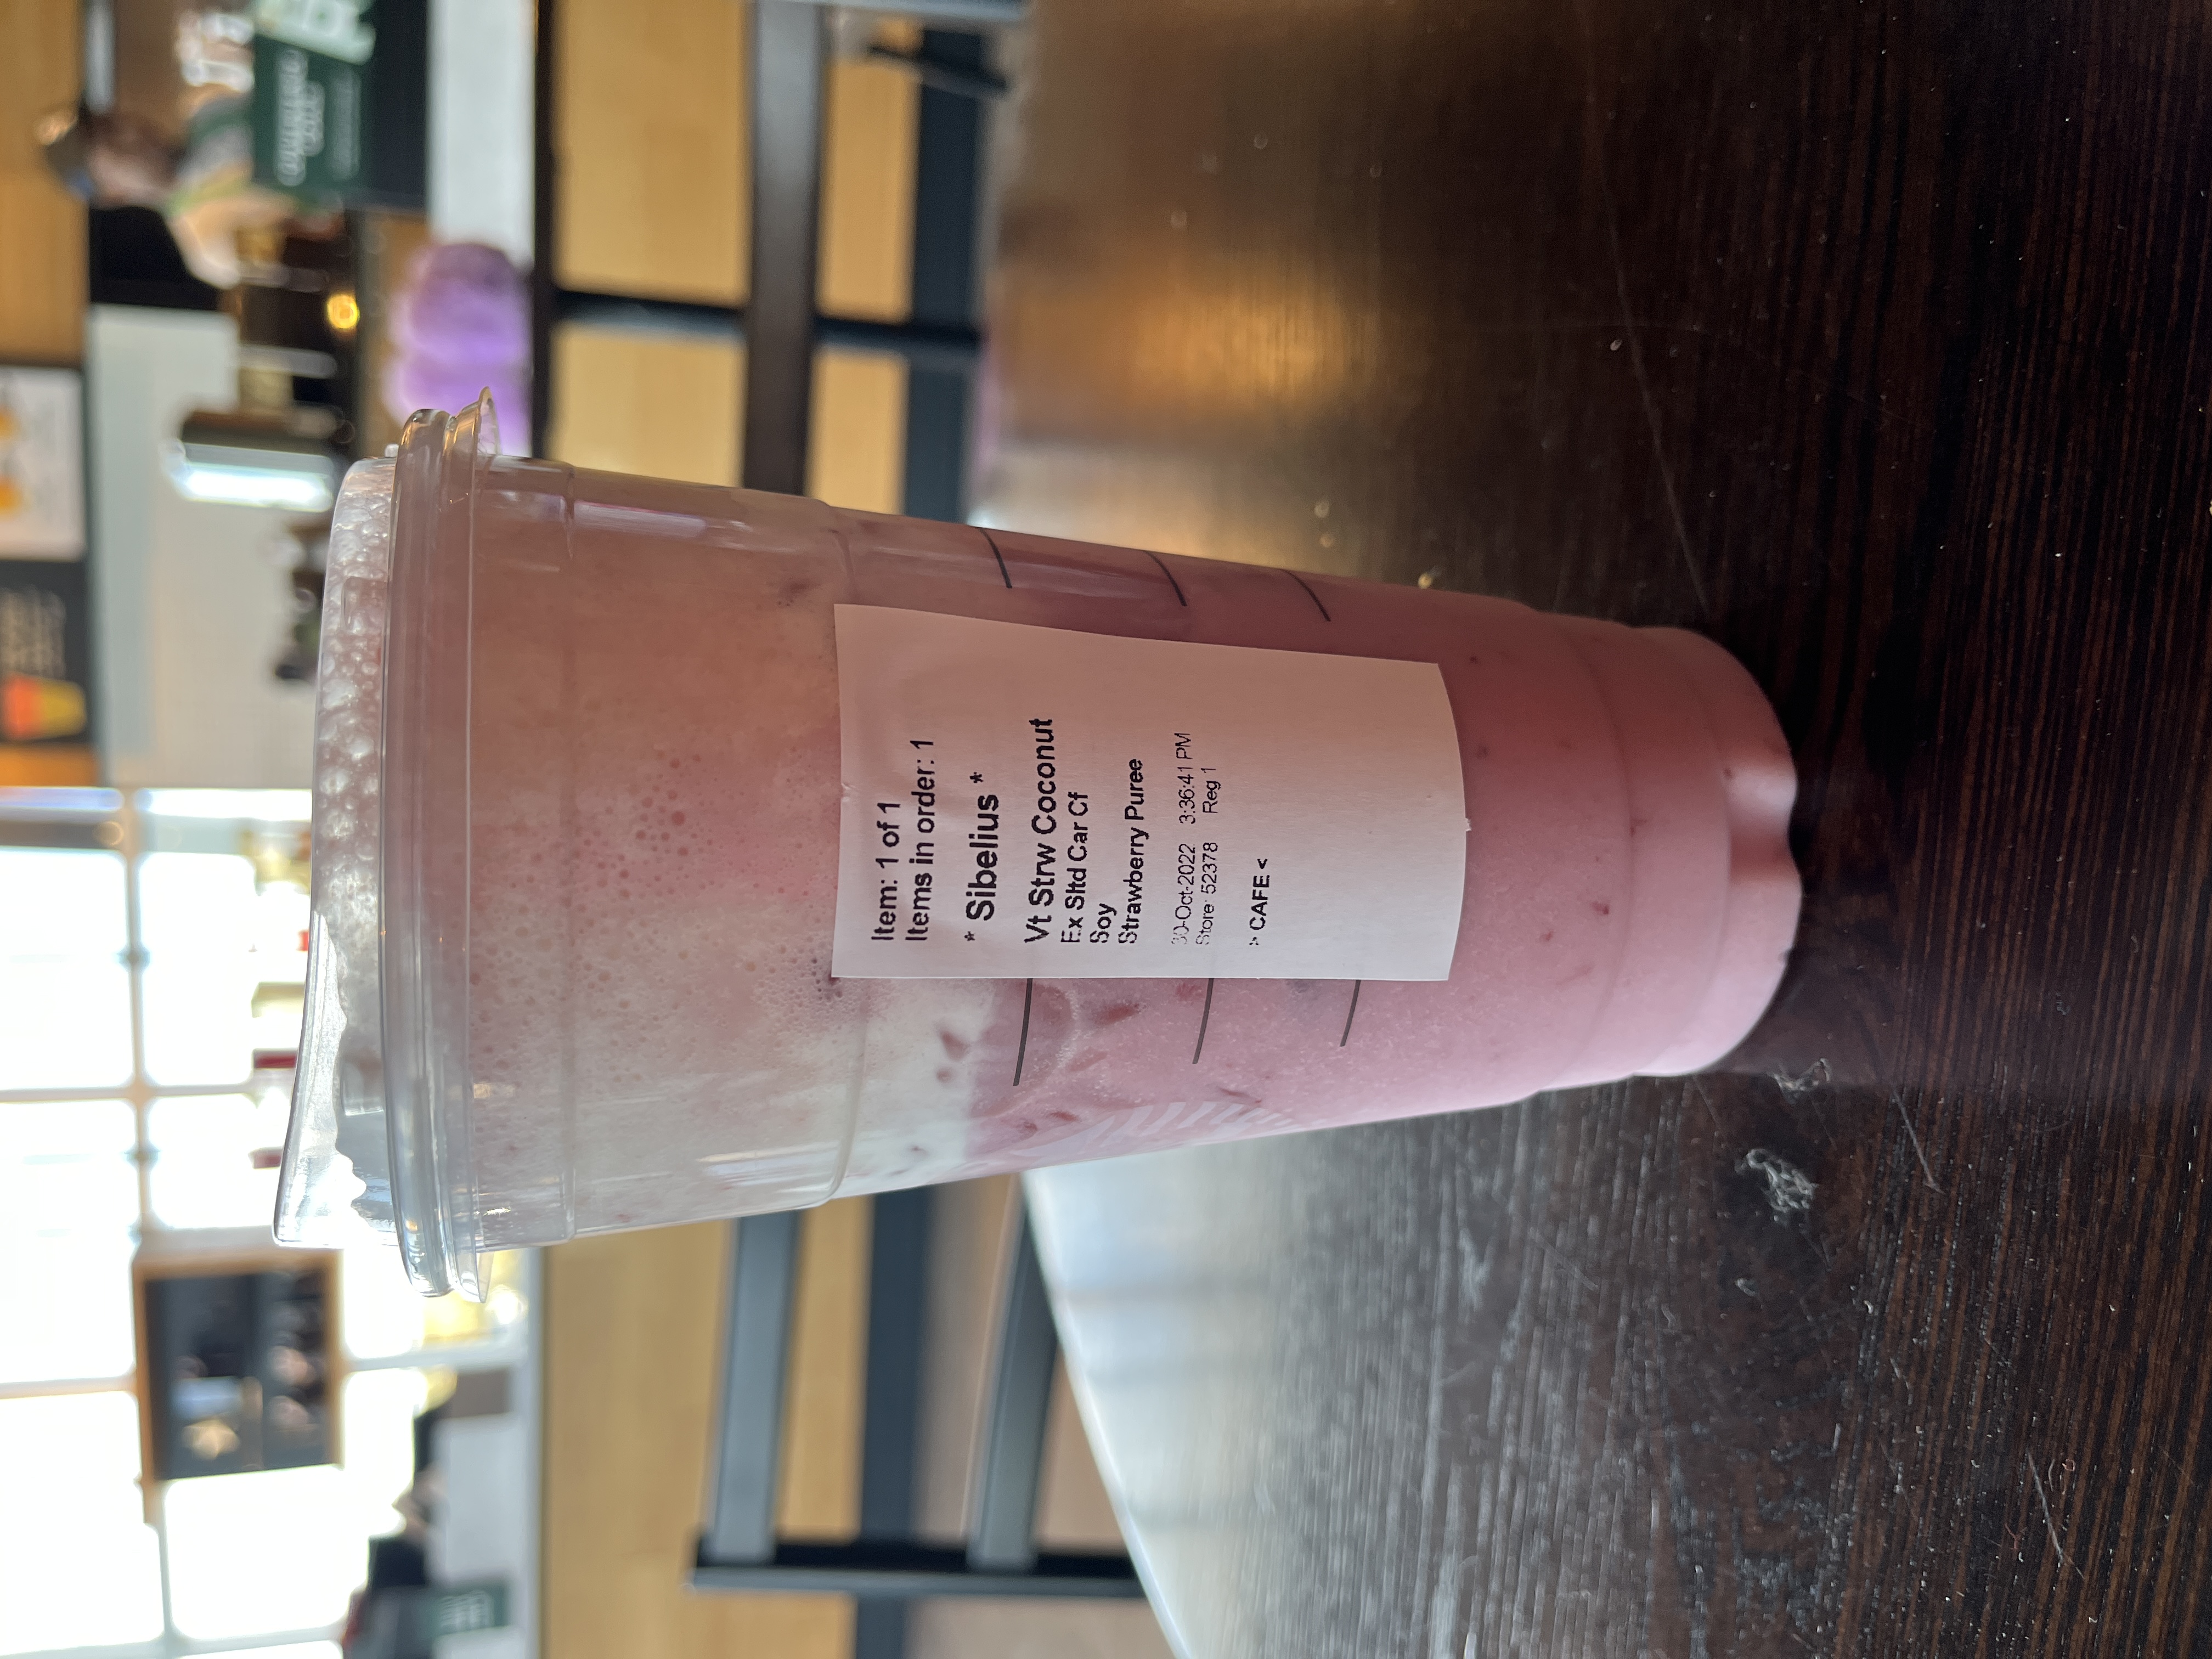 Item: 1 of 1
Items in order: 1
* Sibelius *
Vt Strw Coconut
Ex Sltd Car Cf
Soy
Strawberry Puree
30-Oct-2022 3:36:41 PM
Store: 52378 Reg 1
> CAFE <